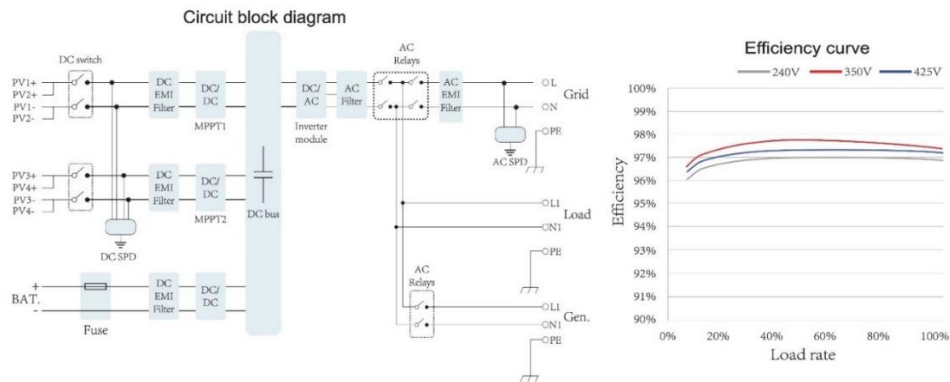 Circuit block diagram
DC switch
PV1+
PV2+
PV1-
PV2-
DC
EMI
Filter
DC/
DC
MPPT1
PV3+
PV4+
PV3-
PV4-
DC SPD
DC
EMI
Filter
DC/
DC
MPPT2
+
BAT.
-
Fuse
DC
EMI
Filter
DC/
DC
DC bus
DC/
AC
Inverter
module
AC
Filter
AC
Relays
AC
EMI
Filter
AC SPD
L
N
Grid
PE
L1
Load
N1
PE
AC
Relays
L1
Gen.
N1
PE
Efficiency curve
240V 350V 425V
Efficiency
100%
99%
98%
97%
96%
95%
94%
93%
92%
91%
90%
0% 20% 40% 60% 80% 100%
Load rate